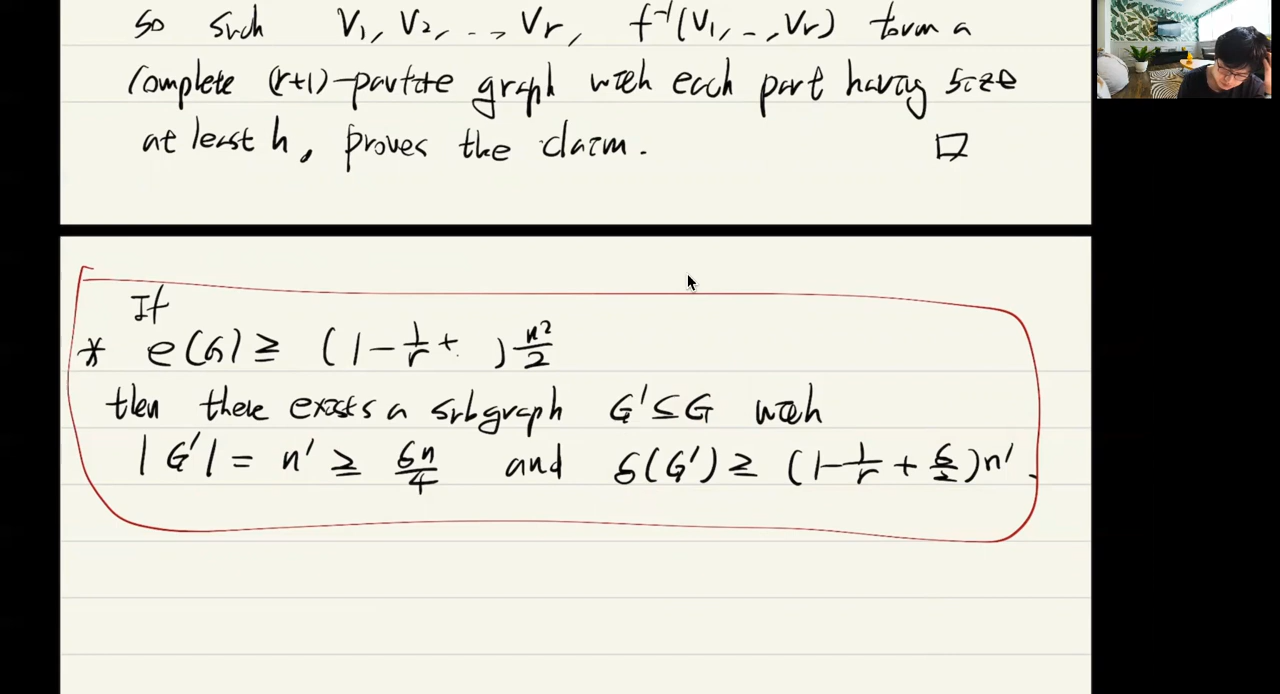 So such V₁, V₂, .., Vᵣ, f⁻¹(V₁, .., Vᵣ) form a
complete (r+1)-partite graph with each part having size
at least h, proves the claim. □
If
* e(G) ≥ (1 - 1/r + ) n²/2
then there exists a subgraph G' ⊆ G with
|G'| = n' ≥ 6n/4 and δ(G') ≥ (1 - 1/r + 6/2)n'.